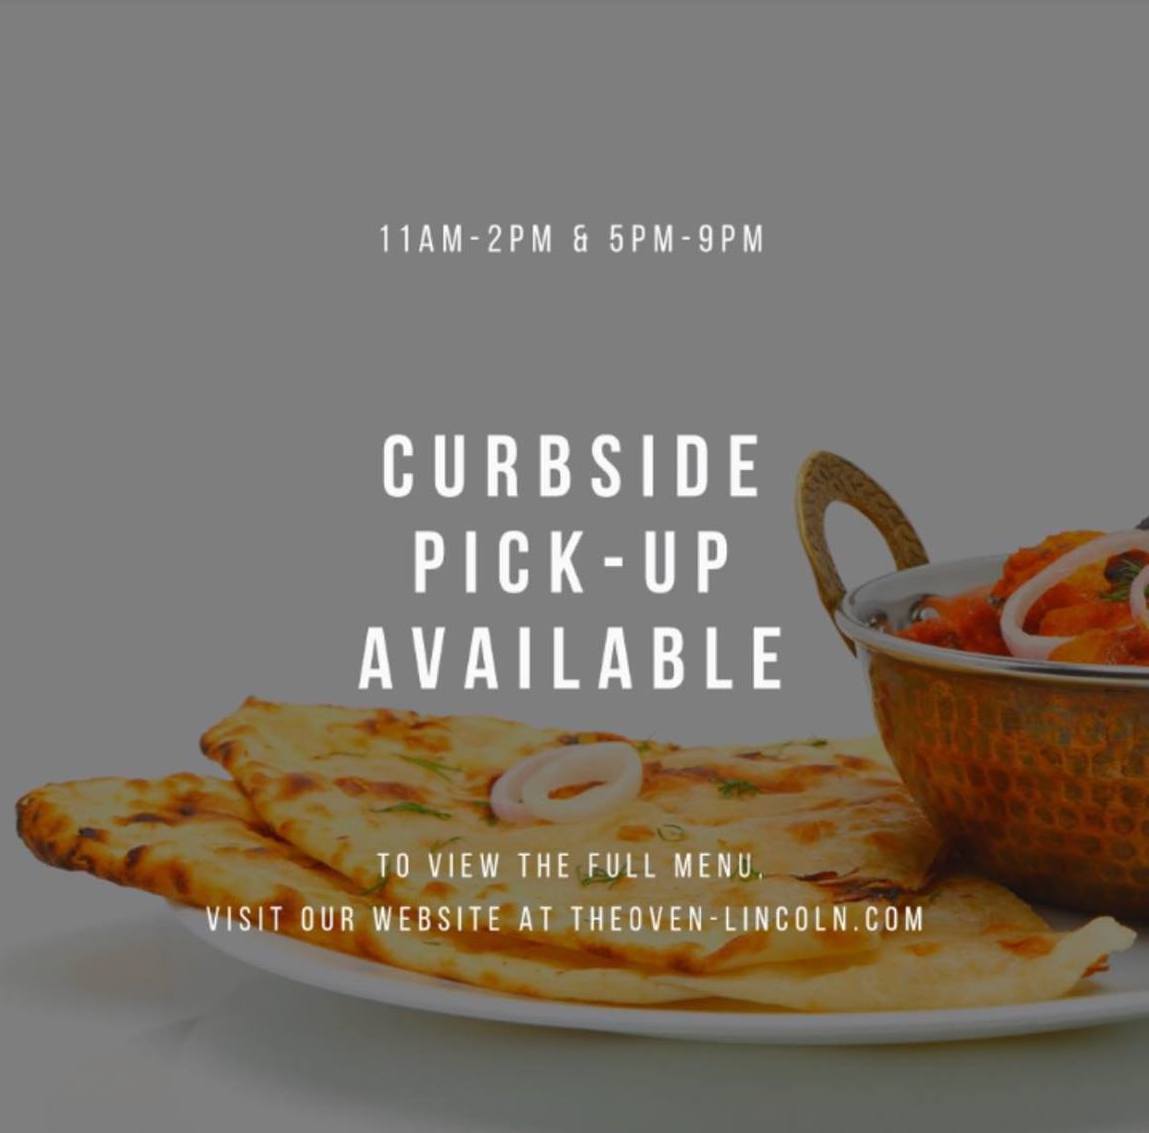 11AM-2PM & 5PM-9PM
CURBSIDE
PICK-UP
AVAILABLE
TO VIEW THE FULL MENU,
VISIT OUR WEBSITE AT THEOVEN-LINCOLN.COM